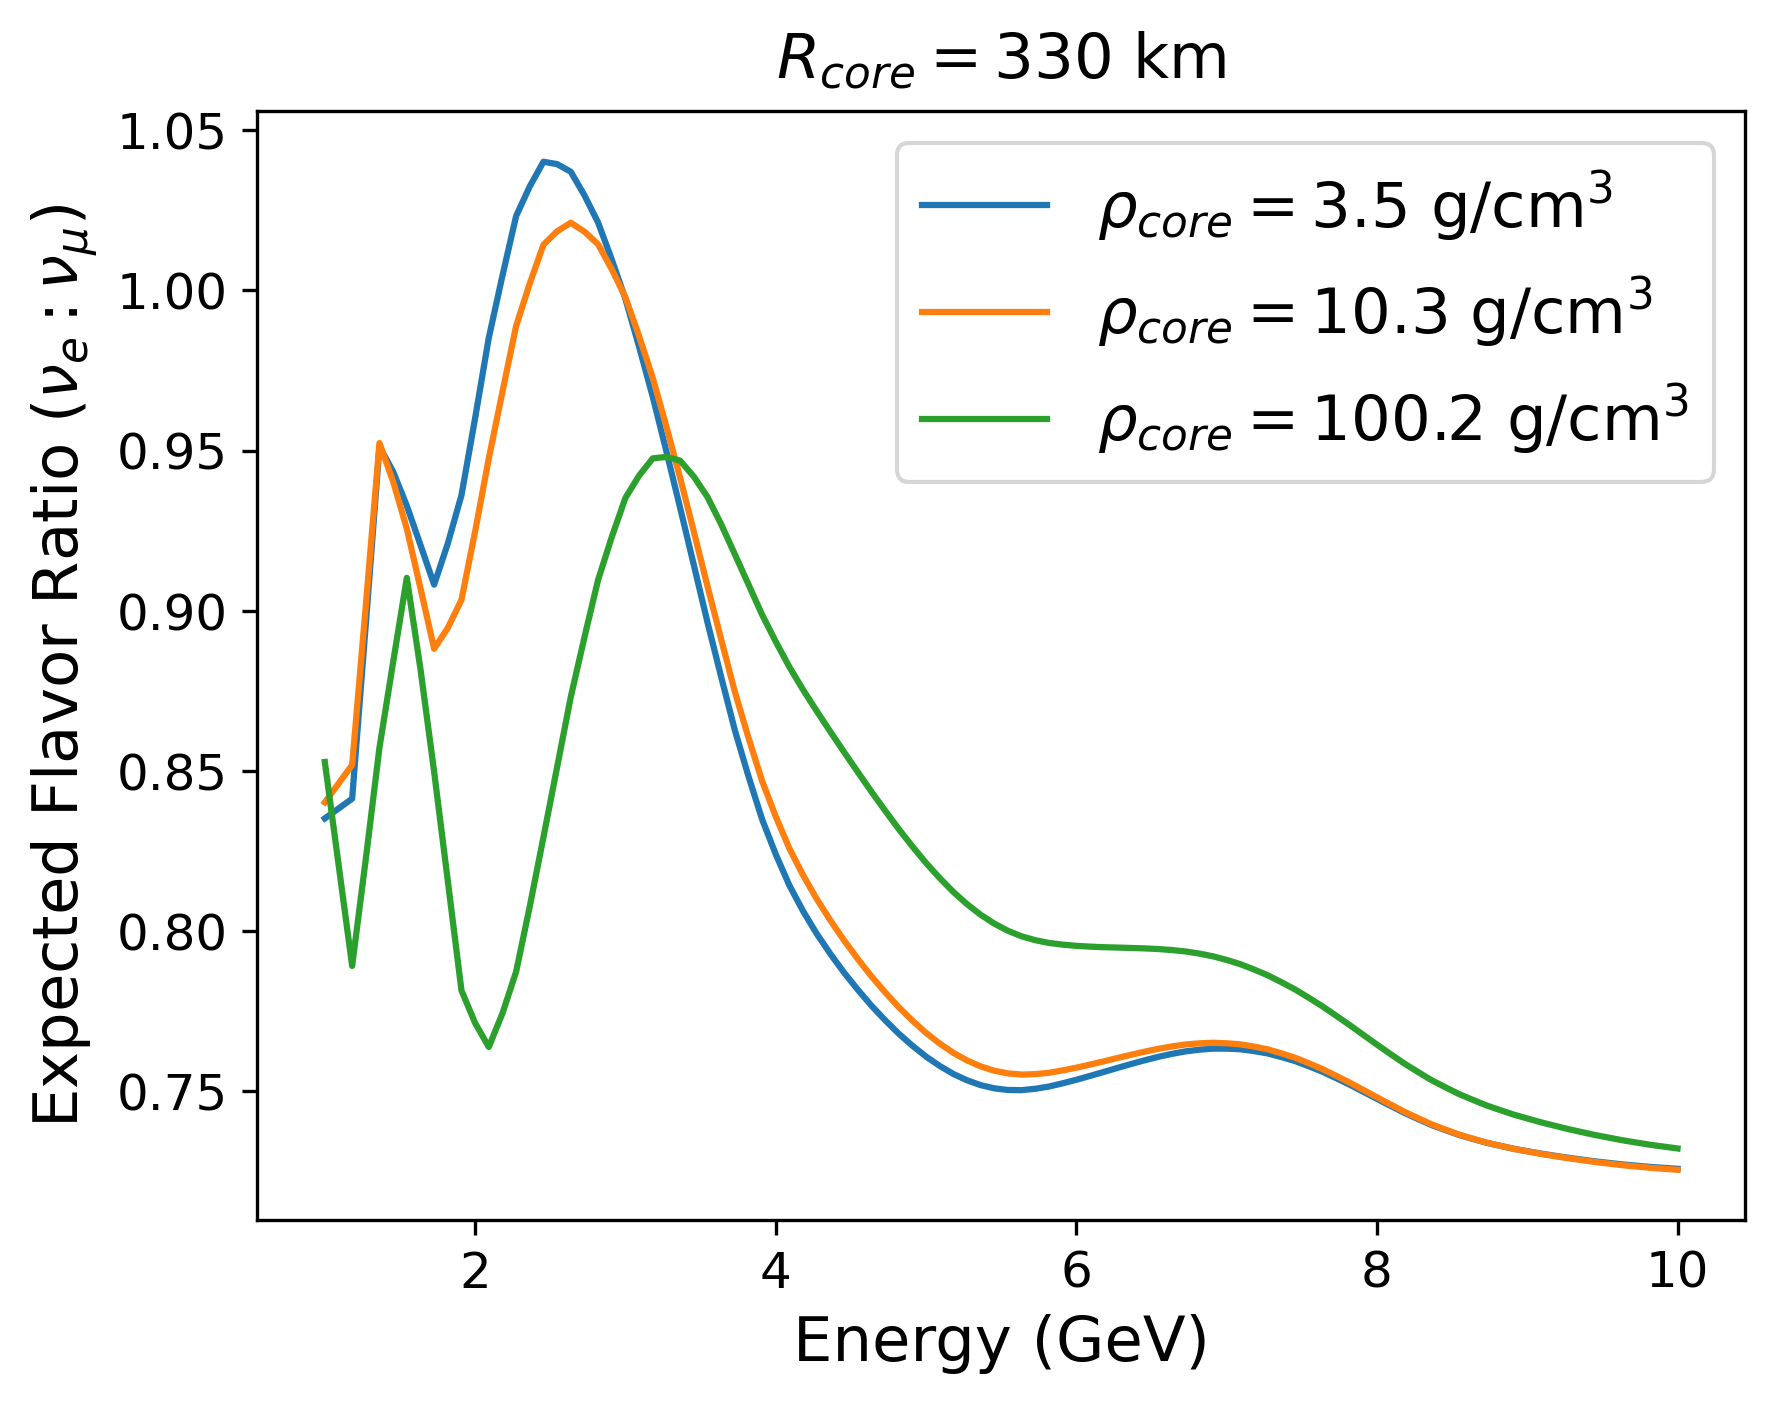 R_core = 330 km
Expected Flavor Ratio (ν_e : ν_μ)
1.05
1.00
0.95
0.90
0.85
0.80
0.75
ρ_core = 3.5 g/cm³
ρ_core = 10.3 g/cm³
ρ_core = 100.2 g/cm³
2 4 6 8 10
Energy (GeV)